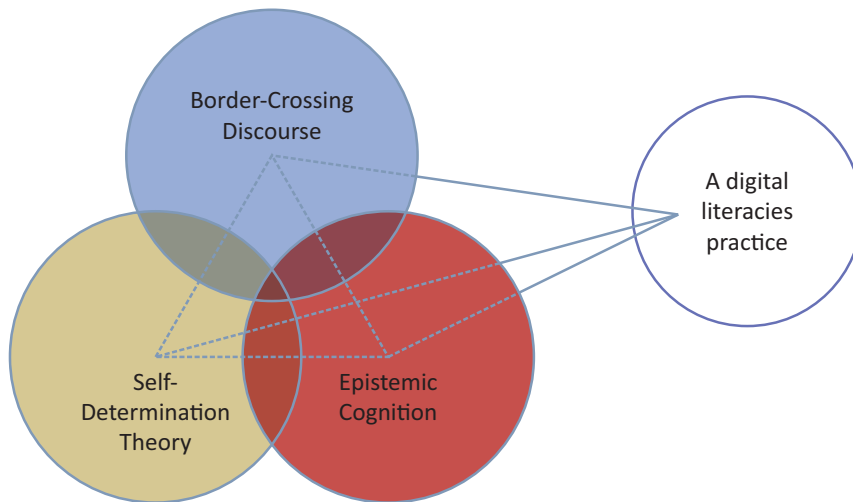 Border-Crossing
Discourse
A digital
literacies
practice
Self-
Determination
Theory
Epistemic
Cognition